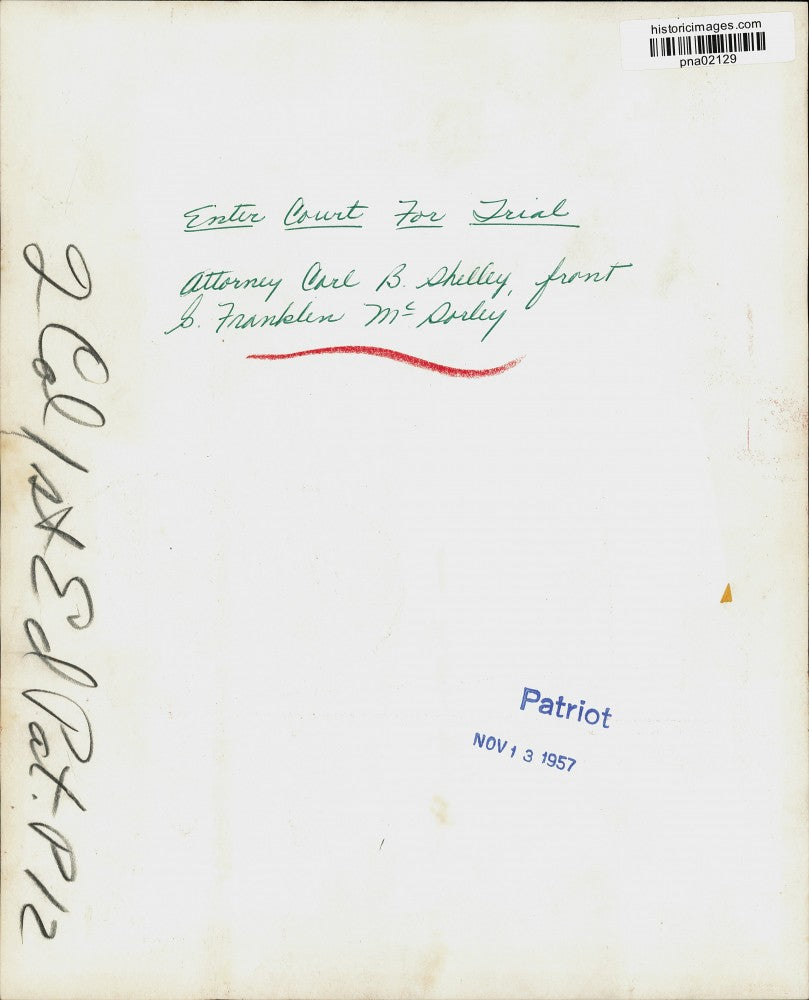 historicimages.com
pna02129
Enter Court For Trial
Attorney Carl B. Shelley, front
S. Franklin McSorley
2 Col 1st Ed Pat. P12
Patriot
NOV 13 1957